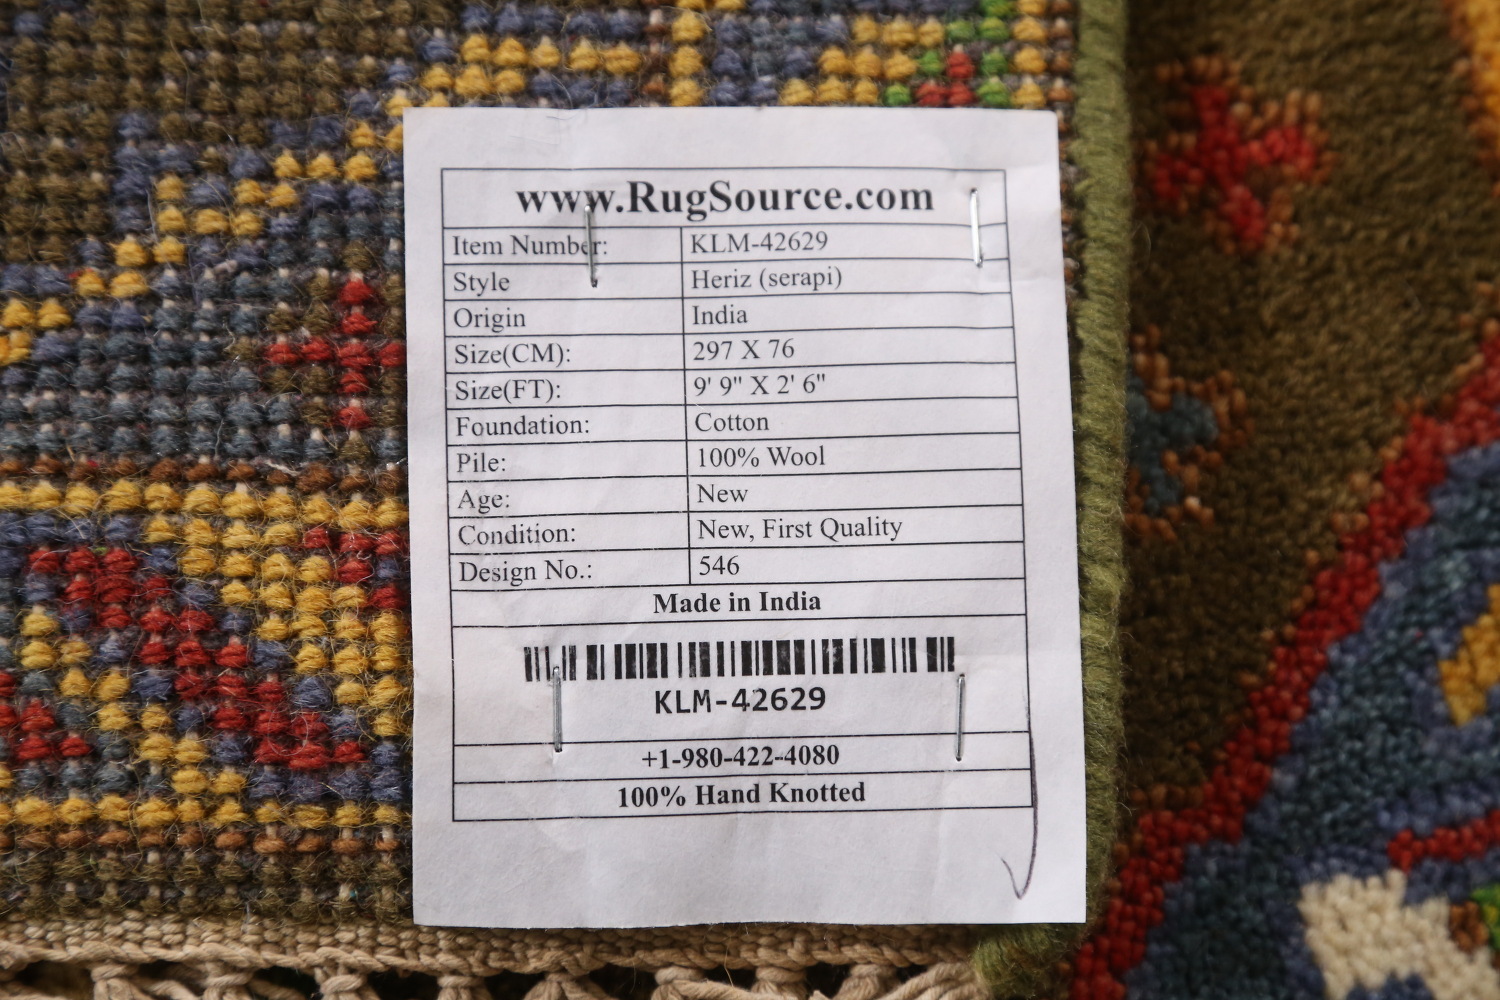 www.RugSource.com
Item Number: KLM-42629
Style Heriz (serapi)
Origin India
Size(CM): 297 X 76
Size(FT): 9' 9" X 2' 6"
Foundation: Cotton
Pile: 100% Wool
Age: New
Condition: New, First Quality
Design No.: 546
Made in India
KLM-42629
+1-980-422-4080
100% Hand Knotted